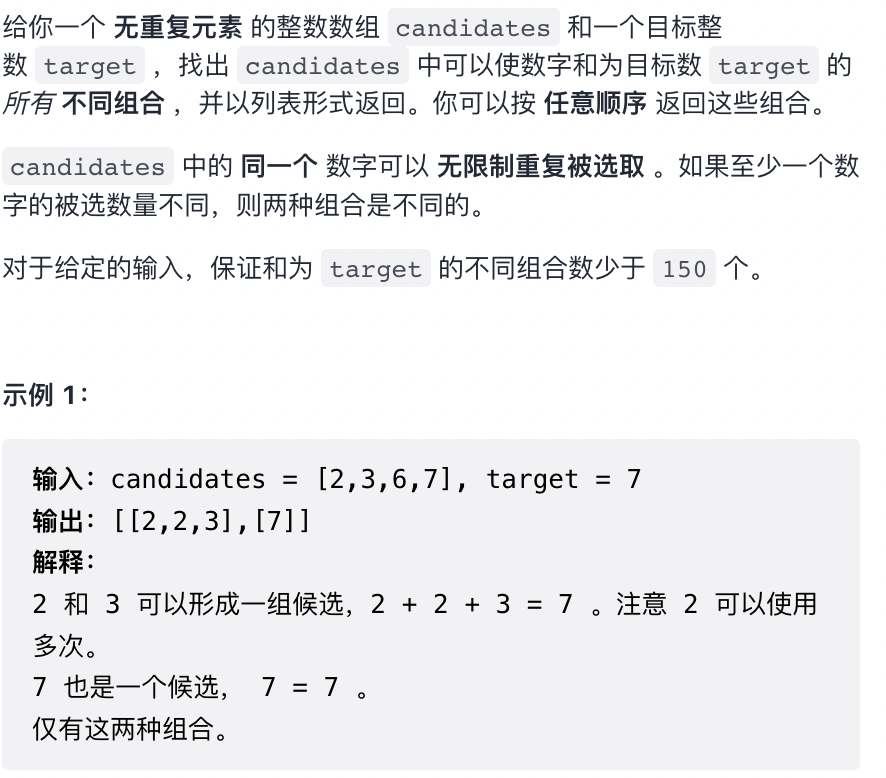 给你一个 无重复元素 的整数数组 candidates 和一个目标整
数 target ，找出 candidates 中可以使数字和为目标数 target 的
所有 不同组合 ，并以列表形式返回。你可以按 任意顺序 返回这些组合。
candidates 中的 同一个 数字可以 无限制重复被选取 。如果至少一个数
字的被选数量不同，则两种组合是不同的。
对于给定的输入，保证和为 target 的不同组合数少于 150 个。
示例 1：
输入：candidates = [2,3,6,7], target = 7
输出：[[2,2,3],[7]]
解释：
2 和 3 可以形成一组候选，2 + 2 + 3 = 7 。注意 2 可以使用
多次。
7 也是一个候选， 7 = 7 。
仅有这两种组合。